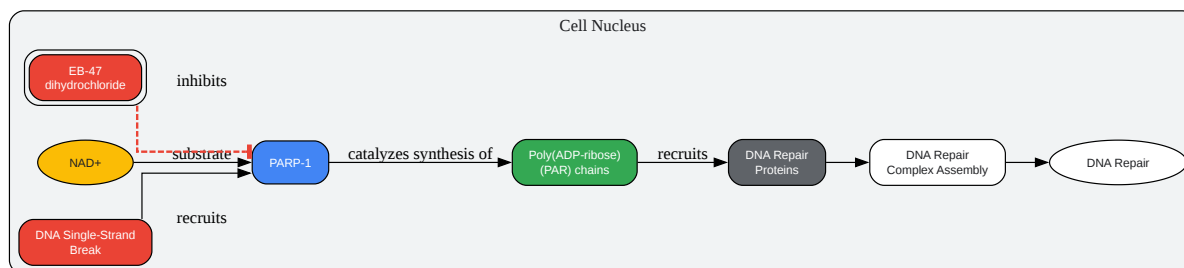 Cell Nucleus
EB-47
dihydrochloride
inhibits
NAD+
substrate
PARP-1
catalyzes synthesis of
Poly(ADP-ribose)
(PAR) chains
recruits
DNA Repair
Proteins
DNA Repair
Complex Assembly
DNA Repair
recruits
DNA Single-Strand
Break